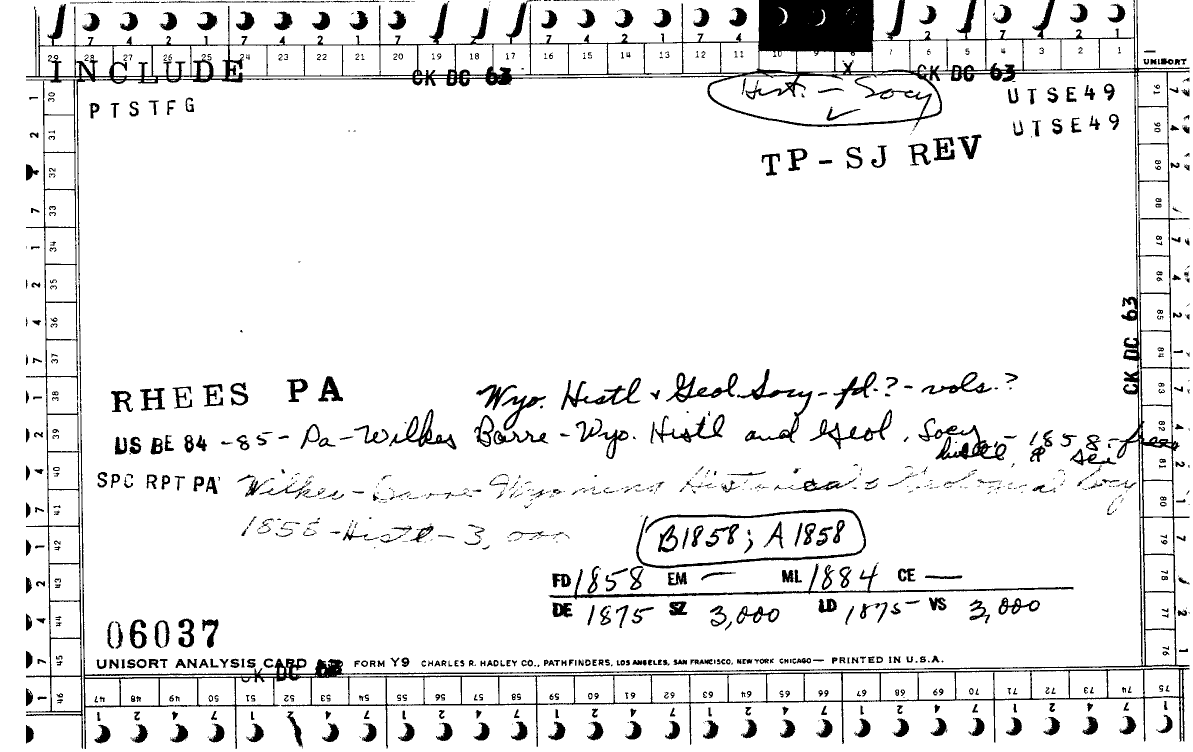 INCLUDE
CK DC 63
CK DC 63
UNISORT
PTSTFG
Hist. - Socy
UTSE49
UTSE49
TP-SJ REV
CK DC 63
RHEES PA Wyo. Histl & Geol. Socy - fd.? - vols.?
US BE 84-85 - Pa - Wilkes Barre - Wyo. Histl and Geol. Socy - 1858 - free
histl, & sci
SPC RPT PA Wilkes-Barre Wyoming Historical & Geological Socy
1858 - Histl - 3,000
B1858; A1858
FD 1858 EM — ML 1884 CE —
DE 1875 SZ 3,000 LD 1875 - VS 3,000
06037
UNISORT ANALYSIS CARD FORM Y9 CHARLES R. HADLEY CO., PATHFINDERS, LOS ANGELES, SAN FRANCISCO, NEW YORK CHICAGO — PRINTED IN U.S.A.
CK DC 63